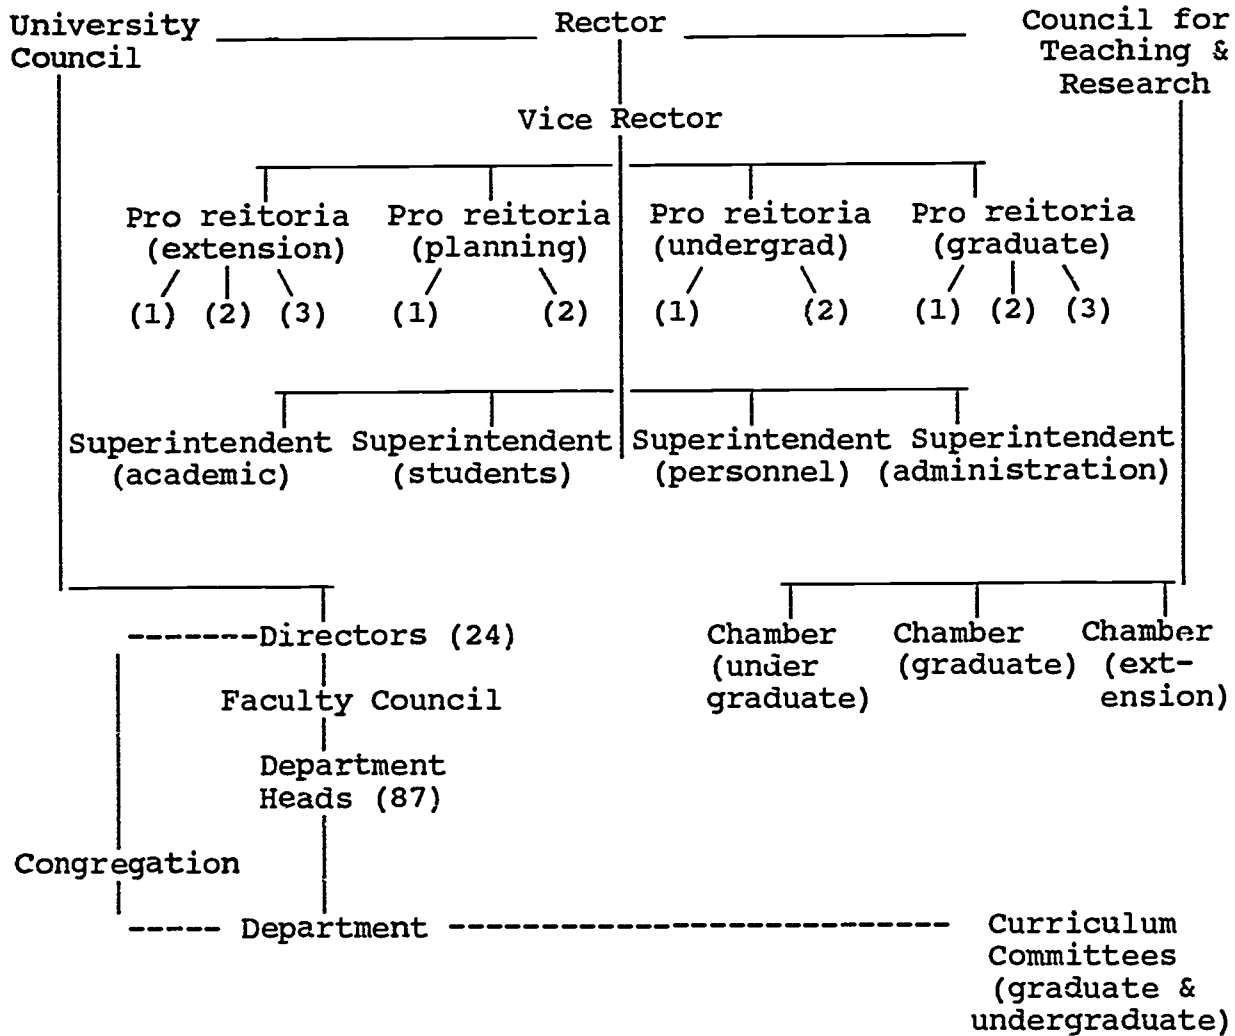 University
Council
Rector
Council for
Teaching &
Research
Vice Rector
Pro reitoria
(extension)
Pro reitoria
(planning)
Pro reitoria
(undergrad)
Pro reitoria
(graduate)
(1) (2) (3)
(1) (2)
(1) (2)
(1) (2) (3)
Superintendent
(academic)
Superintendent
(students)
Superintendent
(personnel)
Superintendent
(administration)
Directors (24)
Chamber
(under
graduate)
Chamber
(graduate)
Chamber
(ext-
ension)
Faculty Council
Department
Heads (87)
Congregation
Department
Curriculum
Committees
(graduate &
undergraduate)